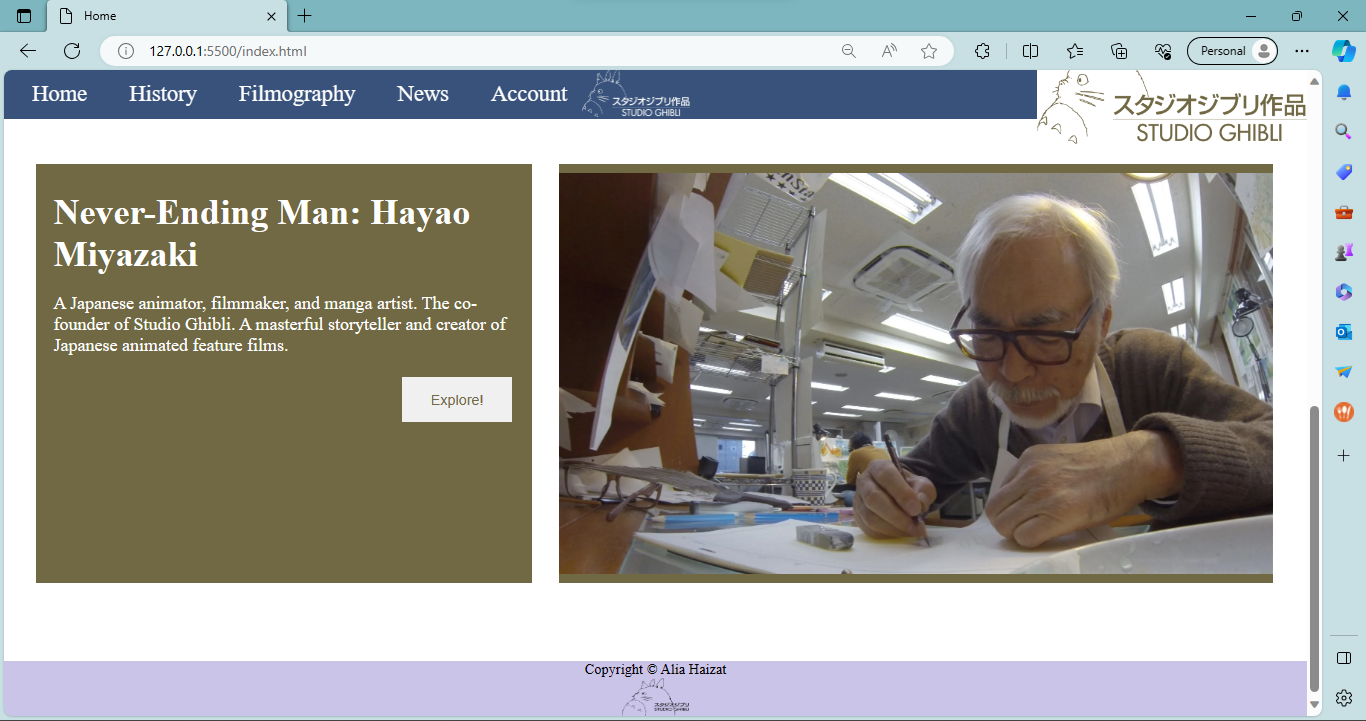 Home
127.0.0.1:5500/index.html
Personal
Home
History
Filmography
News
Account
スタジオジブリ作品
STUDIO GHIBLI
スタジオジブリ作品
STUDIO GHIBLI
Never-Ending Man: Hayao
Miyazaki
A Japanese animator, filmmaker, and manga artist. The co-
founder of Studio Ghibli. A masterful storyteller and creator of
Japanese animated feature films.
Explore!
Copyright © Alia Haizat
スタジオジブリ作品
STUDIO GHIBLI